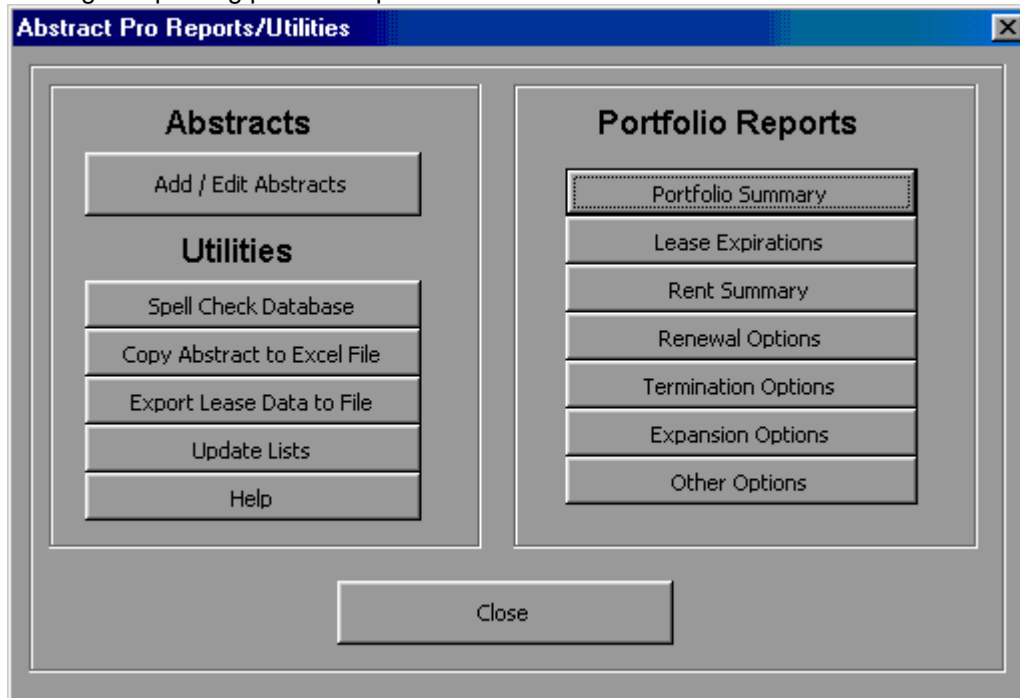 Abstract Pro Reports/Utilities
Abstracts
Add / Edit Abstracts
Utilities
Spell Check Database
Copy Abstract to Excel File
Export Lease Data to File
Update Lists
Help
Portfolio Reports
Portfolio Summary
Lease Expirations
Rent Summary
Renewal Options
Termination Options
Expansion Options
Other Options
Close